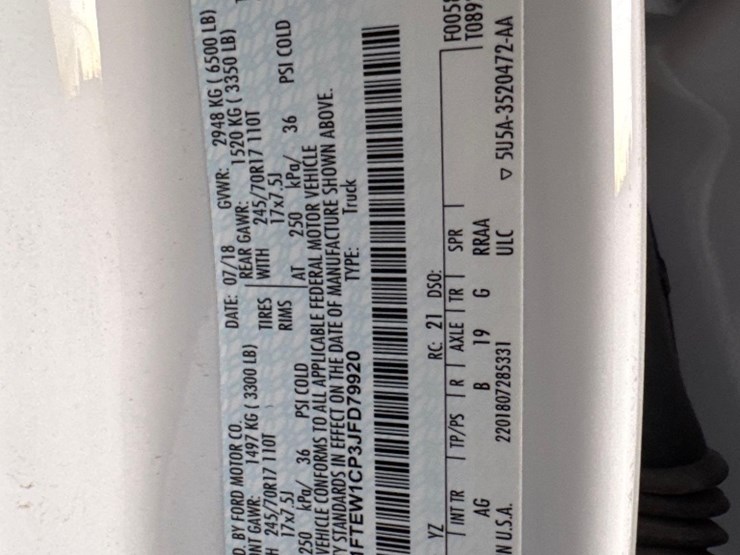 D. BY FORD MOTOR CO.
DATE: 07/18 GVWR: 2948 KG ( 6500 LB)
NT GAWR: 1497 KG ( 3300 LB) REAR GAWR: 1520 KG ( 3350 LB)
H 245/70R17 110T TIRES WITH 245/70R17 110T
17x7.5J RIMS 17x7.5J
250 kPa/ 36 PSI COLD AT 250 kPa/ 36 PSI COLD
VEHICLE CONFORMS TO ALL APPLICABLE FEDERAL MOTOR VEHICLE
Y STANDARDS IN EFFECT ON THE DATE OF MANUFACTURE SHOWN ABOVE.
1FTEW1CP3JFD79920 TYPE: Truck
YZ RC: 21 DSO:
INT TR TP/PS R AXLE TR SPR
AG B 19 G RRAA
N U.S.A. 2201807285331 ULC ▽ 5U5A-3520472-AA